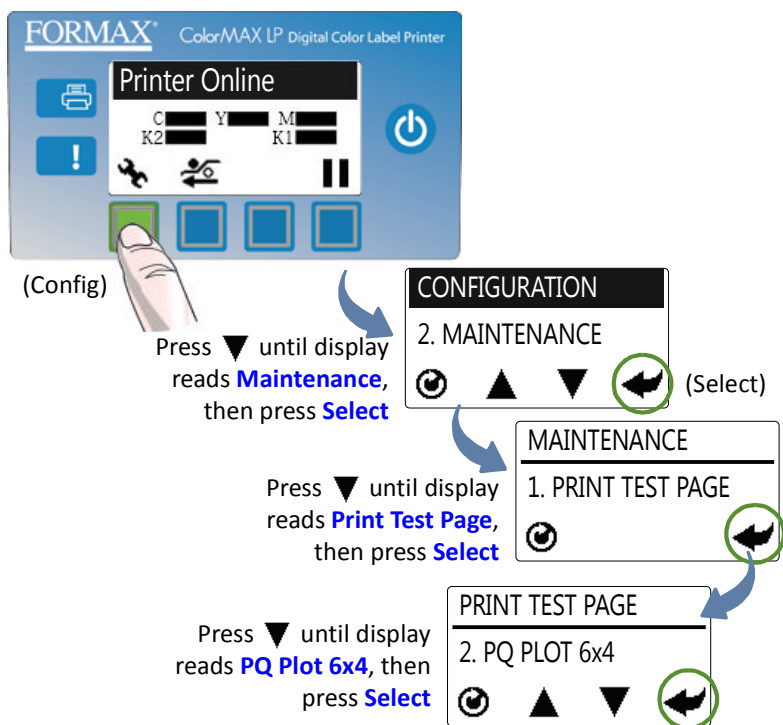 FORMAX® ColorMAX LP Digital Color Label Printer
Printer Online
C Y M
K2 K1
!
(Config)
CONFIGURATION
2. MAINTENANCE
Press ▼ until display
reads Maintenance,
then press Select
(Select)
MAINTENANCE
1. PRINT TEST PAGE
Press ▼ until display
reads Print Test Page,
then press Select
PRINT TEST PAGE
2. PQ PLOT 6x4
Press ▼ until display
reads PQ Plot 6x4, then
press Select